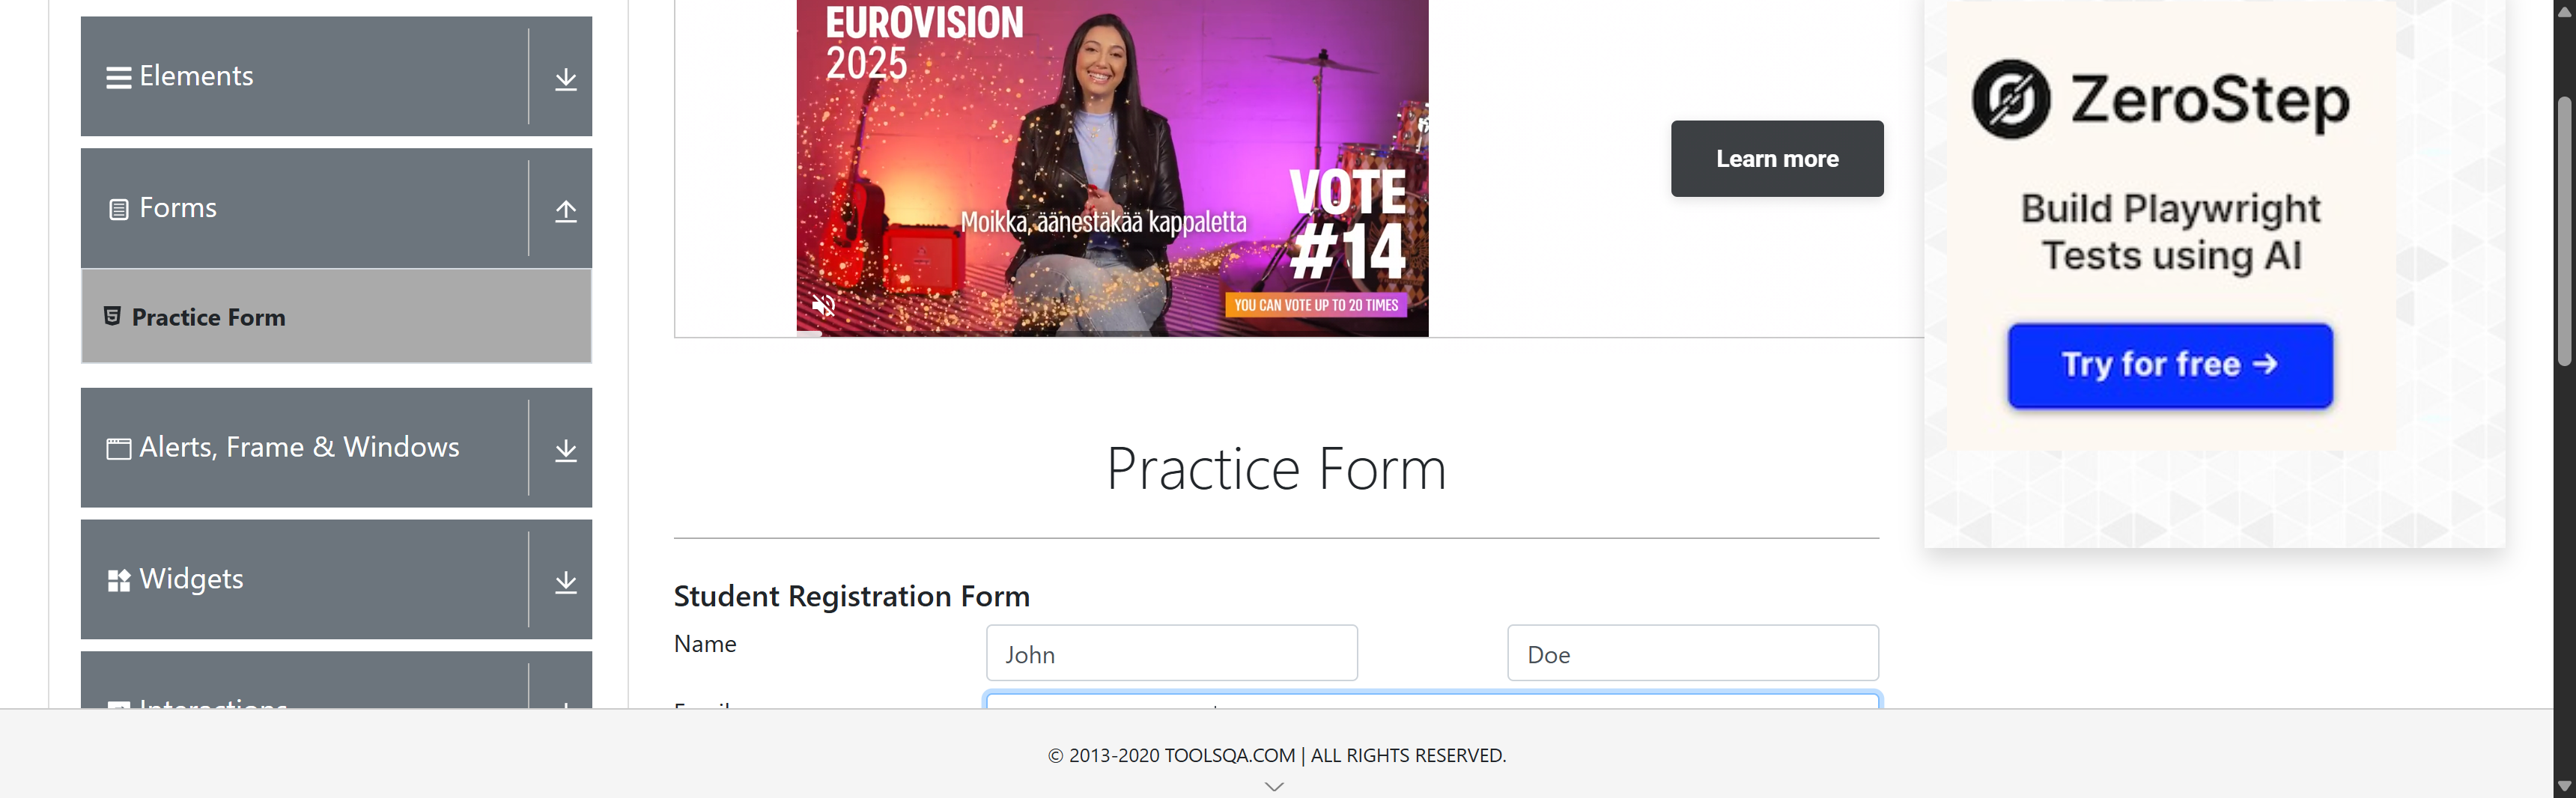 Elements
Forms
Practice Form
Alerts, Frame & Windows
Widgets
Interactions
EUROVISION
2025
Moikka, äänestäkää kappaletta
VOTE
#14
YOU CAN VOTE UP TO 20 TIMES
Learn more
ZeroStep
Build Playwright
Tests using AI
Try for free →
Practice Form
Student Registration Form
Name
John
Doe
Email
© 2013-2020 TOOLSQA.COM | ALL RIGHTS RESERVED.